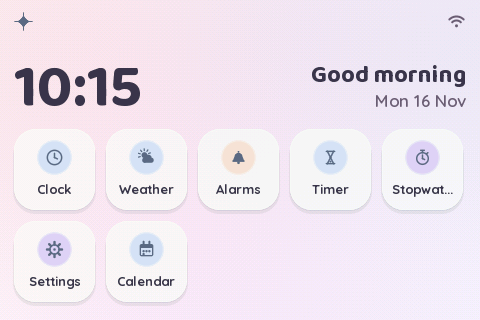 10:15
Good morning
Mon 16 Nov
Clock
Weather
Alarms
Timer
Stopwat...
Settings
Calendar